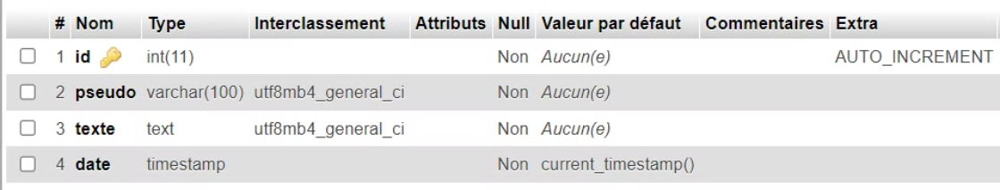 # Nom Type Interclassement Attributs Null Valeur par défaut Commentaires Extra
1 id int(11) Non Aucun(e) AUTO_INCREMENT
2 pseudo varchar(100) utf8mb4_general_ci Non Aucun(e)
3 texte text utf8mb4_general_ci Non Aucun(e)
4 date timestamp Non current_timestamp()